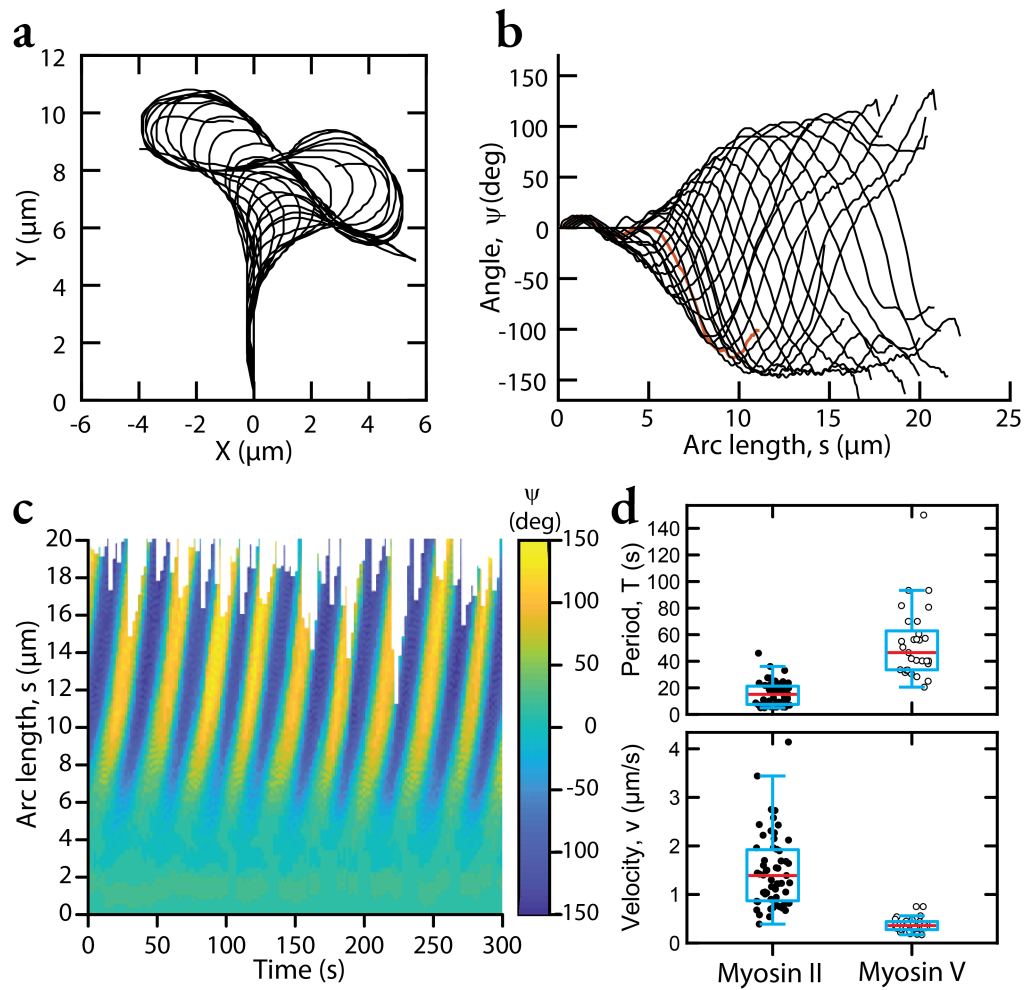 a
12
10
8
6
4
2
0
Y (μm)
-6 -4 -2 0 2 4 6
X (μm)
b
150
100
50
0
-50
-100
-150
Angle, ψ (deg)
0 5 10 15 20 25
Arc length, s (μm)
c
20
18
16
14
12
10
8
6
4
2
0
Arc length, s (μm)
0 50 100 150 200 250 300
Time (s)
ψ
(deg)
150
100
50
0
-50
-100
-150
d
140
120
100
80
60
40
20
0
Period, T (s)
4
3
2
1
0
Velocity, v (μm/s)
Myosin II Myosin V